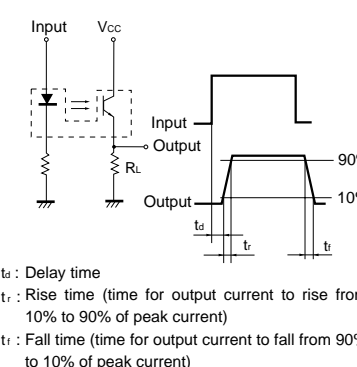 Input Vcc
Input
Output
RL
90%
Output
10%
td
tr
tf
td : Delay time
tr : Rise time (time for output current to rise from
10% to 90% of peak current)
tf : Fall time (time for output current to fall from 90%
to 10% of peak current)